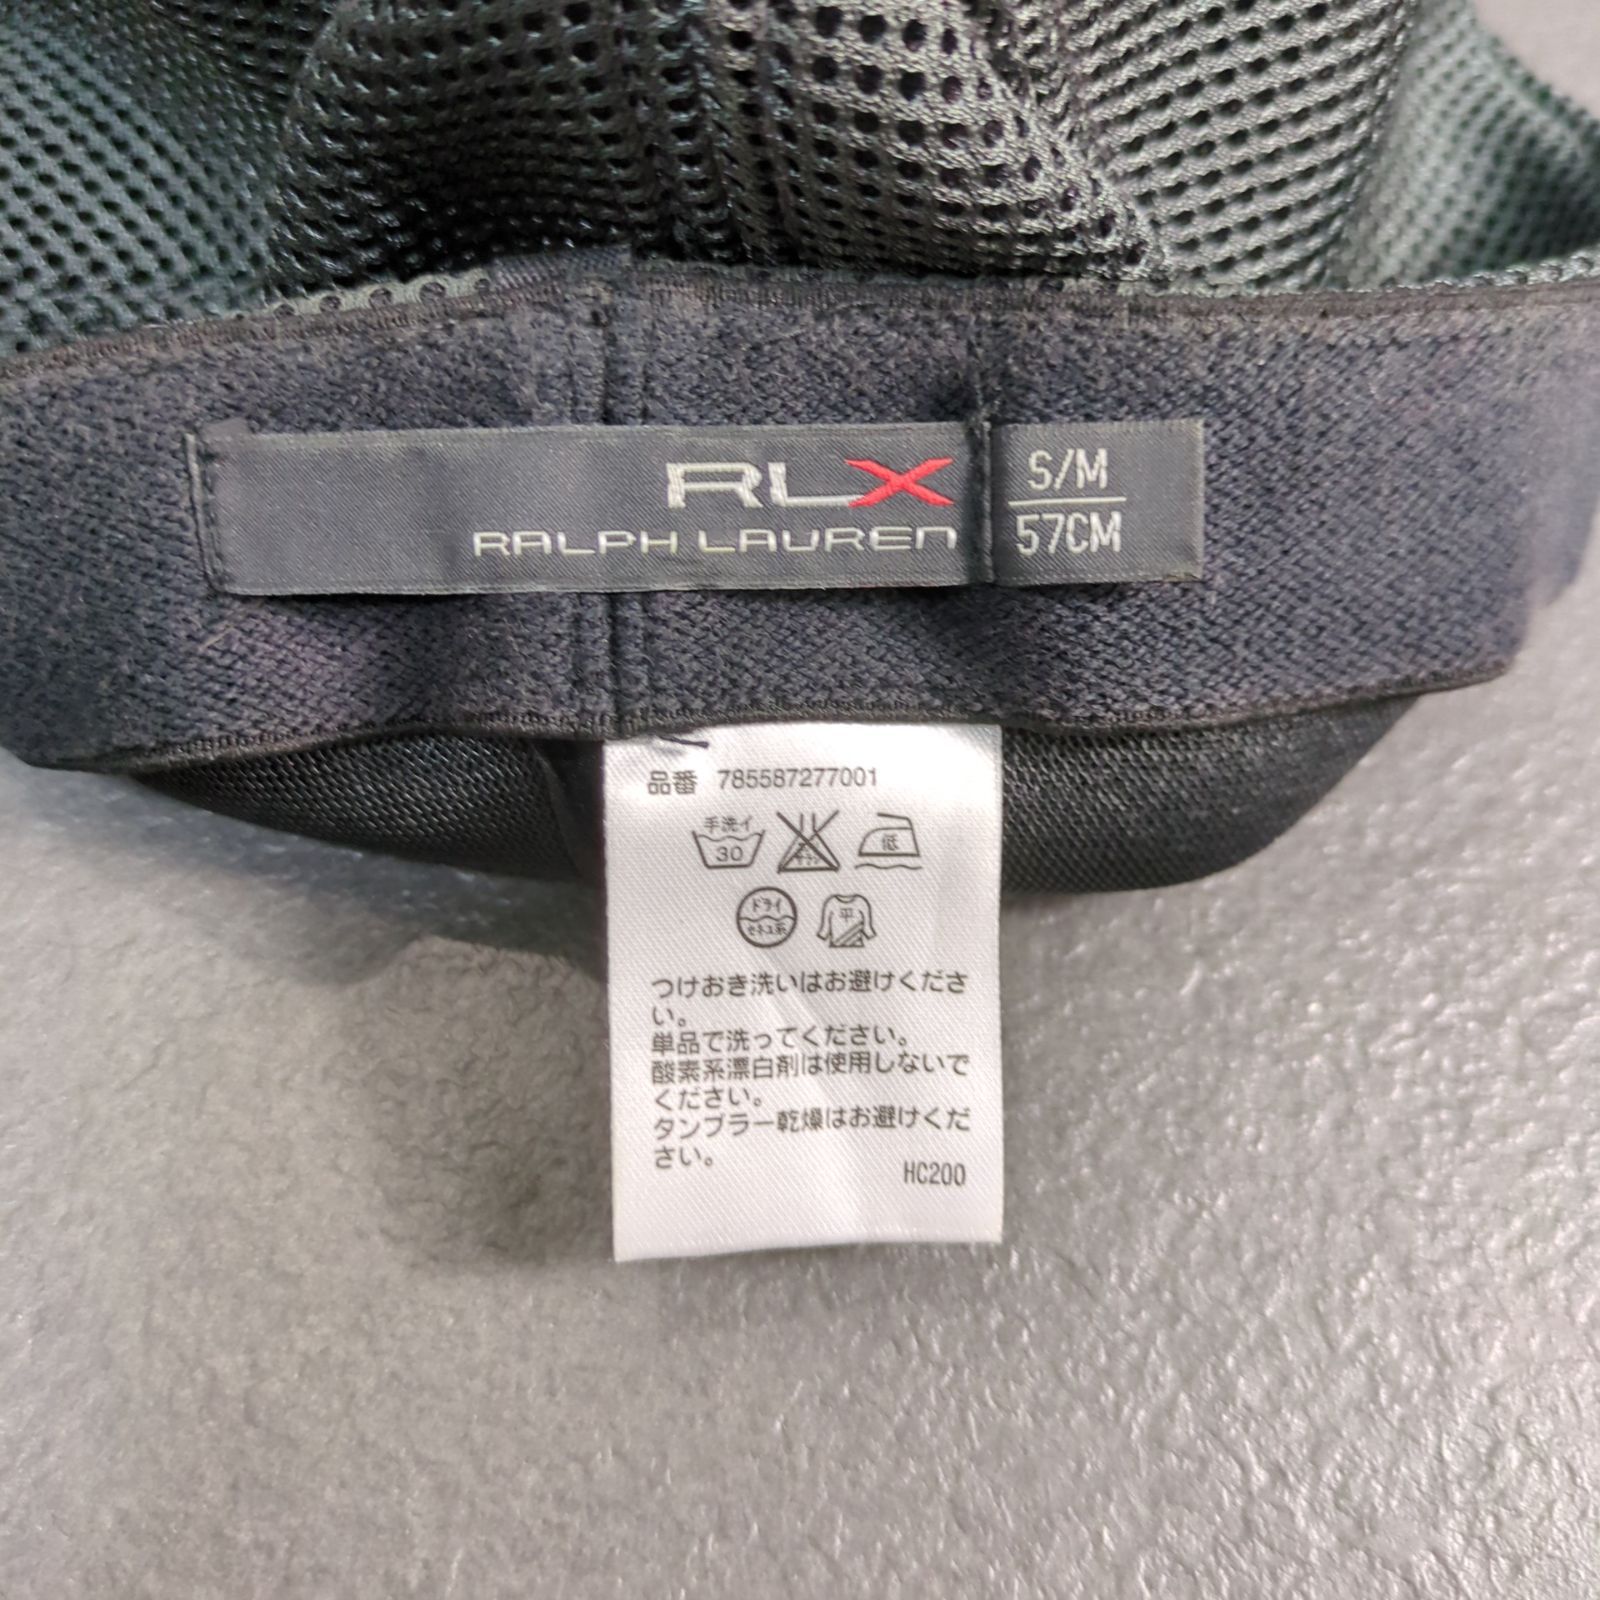 RLX
RALPH LAUREN
S/M
57CM
品番 785587277001
手洗イ
30
低
ドライ
セキユ系
平
つけおき洗いはお避けくださ
い。
単品で洗ってください。
酸素系漂白剤は使用しないで
ください。
タンブラー乾燥はお避けくだ
さい。
HC200